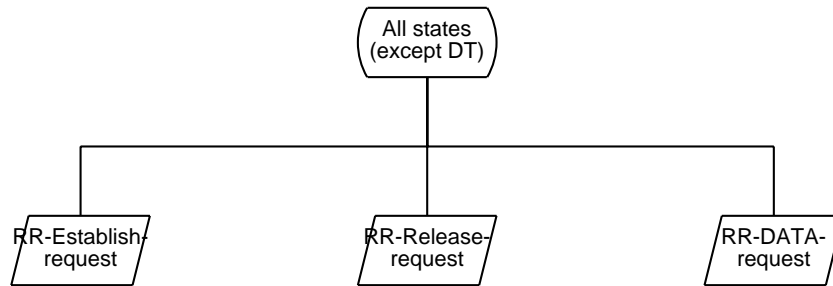 All states
(except DT)
RR-Establish-
request
RR-Release-
request
RR-DATA-
request